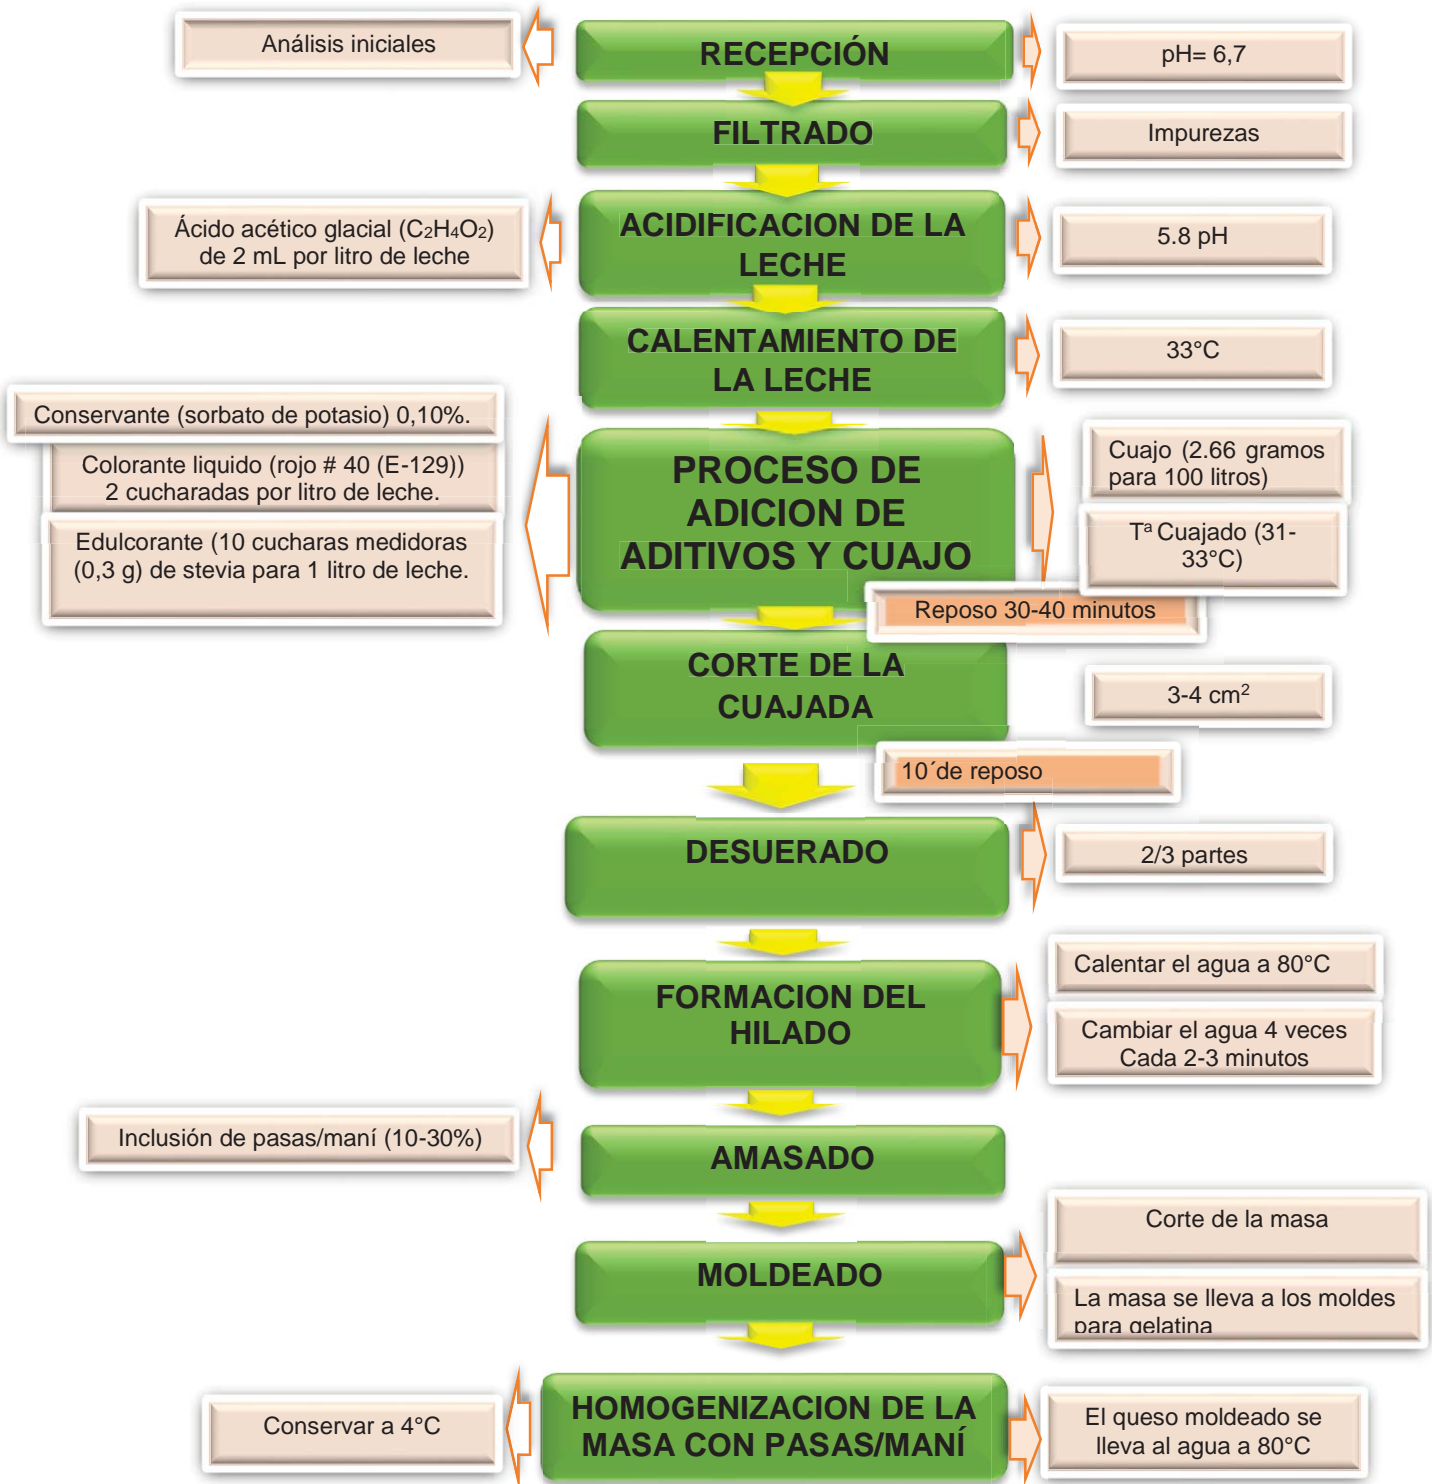 Análisis iniciales
RECEPCIÓN
pH= 6,7
FILTRADO
Impurezas
Ácido acético glacial (C₂H₄O₂)
de 2 mL por litro de leche
ACIDIFICACION DE LA
LECHE
5.8 pH
CALENTAMIENTO DE
LA LECHE
33°C
Conservante (sorbato de potasio) 0,10%.
Colorante liquido (rojo # 40 (E-129))
2 cucharadas por litro de leche.
Edulcorante (10 cucharas medidoras
(0,3 g) de stevia para 1 litro de leche.
PROCESO DE
ADICION DE
ADITIVOS Y CUAJO
Cuajo (2.66 gramos
para 100 litros)
Tª Cuajado (31-
33°C)
Reposo 30-40 minutos
CORTE DE LA
CUAJADA
3-4 cm²
10´de reposo
DESUERADO
2/3 partes
FORMACION DEL
HILADO
Calentar el agua a 80°C
Cambiar el agua 4 veces
Cada 2-3 minutos
Inclusión de pasas/maní (10-30%)
AMASADO
MOLDEADO
Corte de la masa
La masa se lleva a los moldes
para gelatina
Conservar a 4°C
HOMOGENIZACION DE LA
MASA CON PASAS/MANÍ
El queso moldeado se
lleva al agua a 80°C